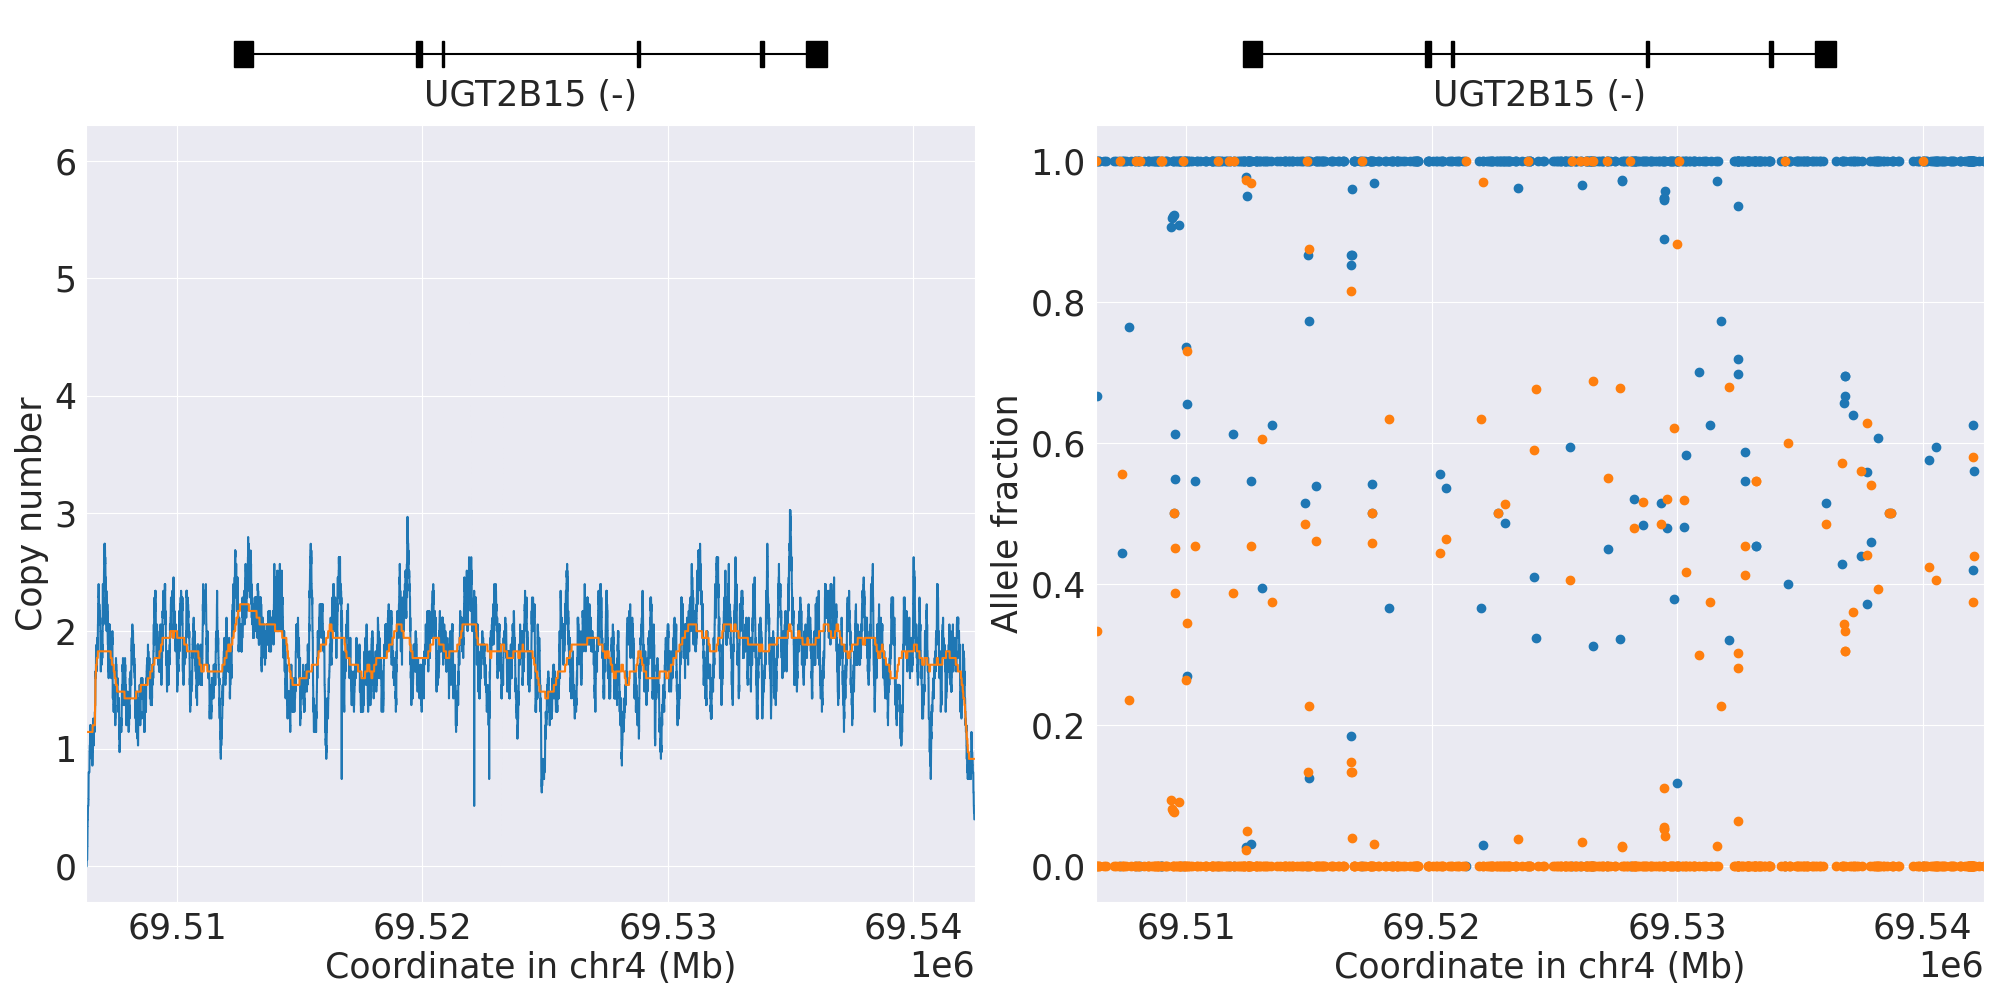 UGT2B15 (-)
6
5
4
3
2
1
0
Copy number
69.51 69.52 69.53 69.54
Coordinate in chr4 (Mb)
1e6
UGT2B15 (-)
1.0
0.8
0.6
0.4
0.2
0.0
Allele fraction
69.51 69.52 69.53 69.54
Coordinate in chr4 (Mb)
1e6